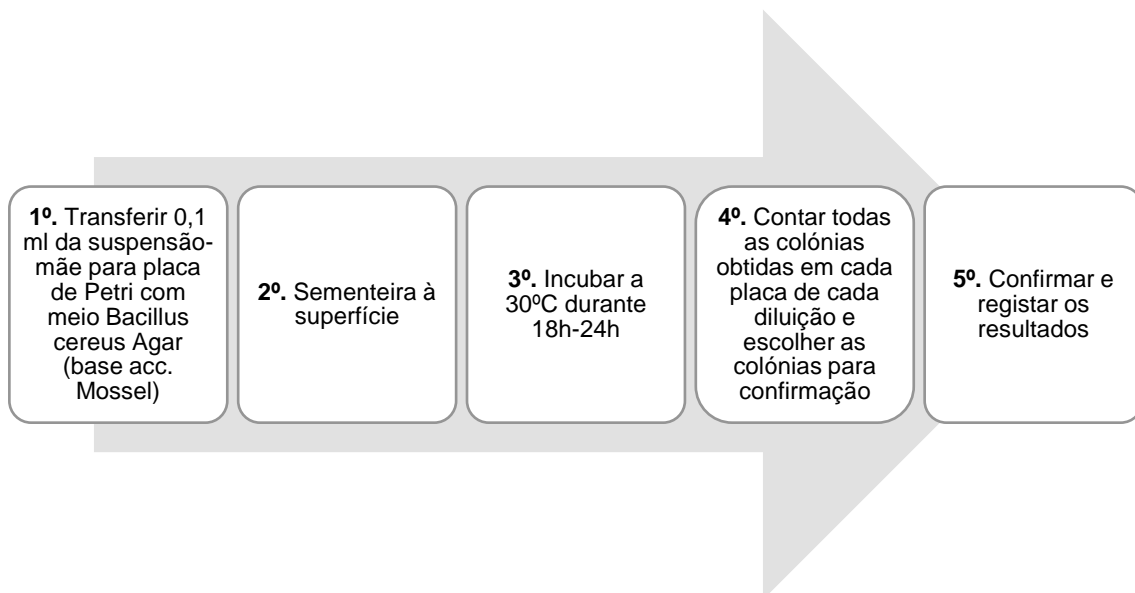 1º. Transferir 0,1
ml da suspensão-
mãe para placa
de Petri com
meio Bacillus
cereus Agar
(base acc.
Mossel)
2º. Sementeira à
superfície
3º. Incubar a
30ºC durante
18h-24h
4º. Contar todas
as colónias
obtidas em cada
placa de cada
diluição e
escolher as
colónias para
confirmação
5º. Confirmar e
registar os
resultados